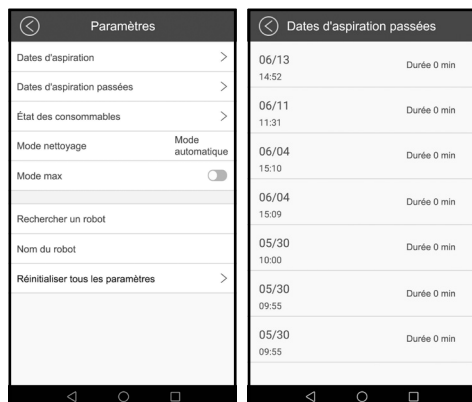 Paramètres
Dates d'aspiration
Dates d'aspiration passées
État des consommables
Mode nettoyage
Mode
automatique
Mode max
Rechercher un robot
Nom du robot
Réinitialiser tous les paramètres
Dates d'aspiration passées
06/13
14:52
Durée 0 min
06/11
11:31
Durée 0 min
06/04
15:10
Durée 0 min
06/04
15:09
Durée 0 min
05/30
10:00
Durée 0 min
05/30
09:55
Durée 0 min
05/30
09:55
Durée 0 min